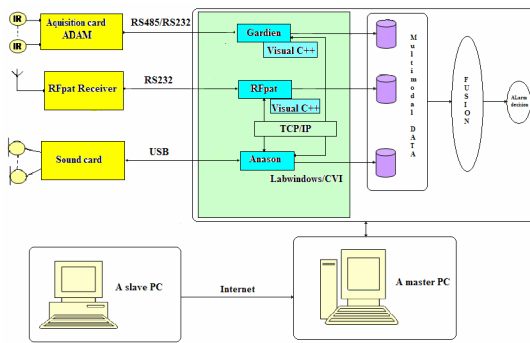 IR
IR
Aquisition card
ADAM
RS485/RS232
Gardien
Visual C++
RFpat Receiver
RS232
RFpat
Visual C++
TCP/IP
Sound card
USB
Anason
Labwindows/CVI
Multimodal DATA
FUSION
ALarm
decision
A slave PC
Internet
A master PC